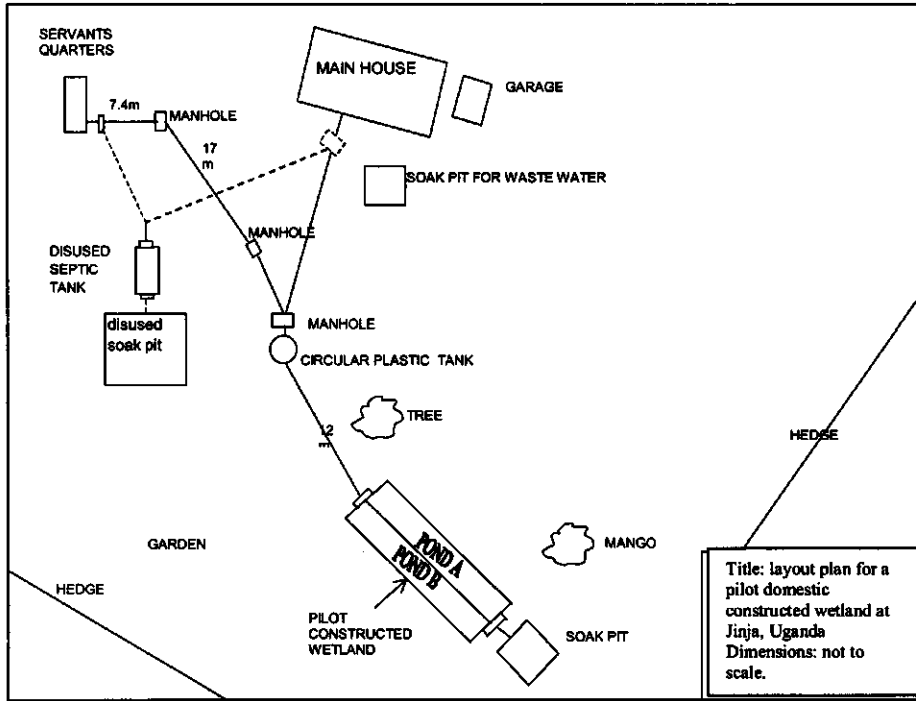 SERVANTS
QUARTERS
MAIN HOUSE
GARAGE
7.4m
MANHOLE
17
m
SOAK PIT FOR WASTE WATER
MANHOLE
DISUSED
SEPTIC
TANK
disused
soak pit
MANHOLE
CIRCULAR PLASTIC TANK
TREE
m
HEDGE
POND A
POND B
GARDEN
MANGO
HEDGE
PILOT
CONSTRUCTED
WETLAND
SOAK PIT
Title: layout plan for a
pilot domestic
constructed wetland at
Jinja, Uganda
Dimensions: not to
scale.